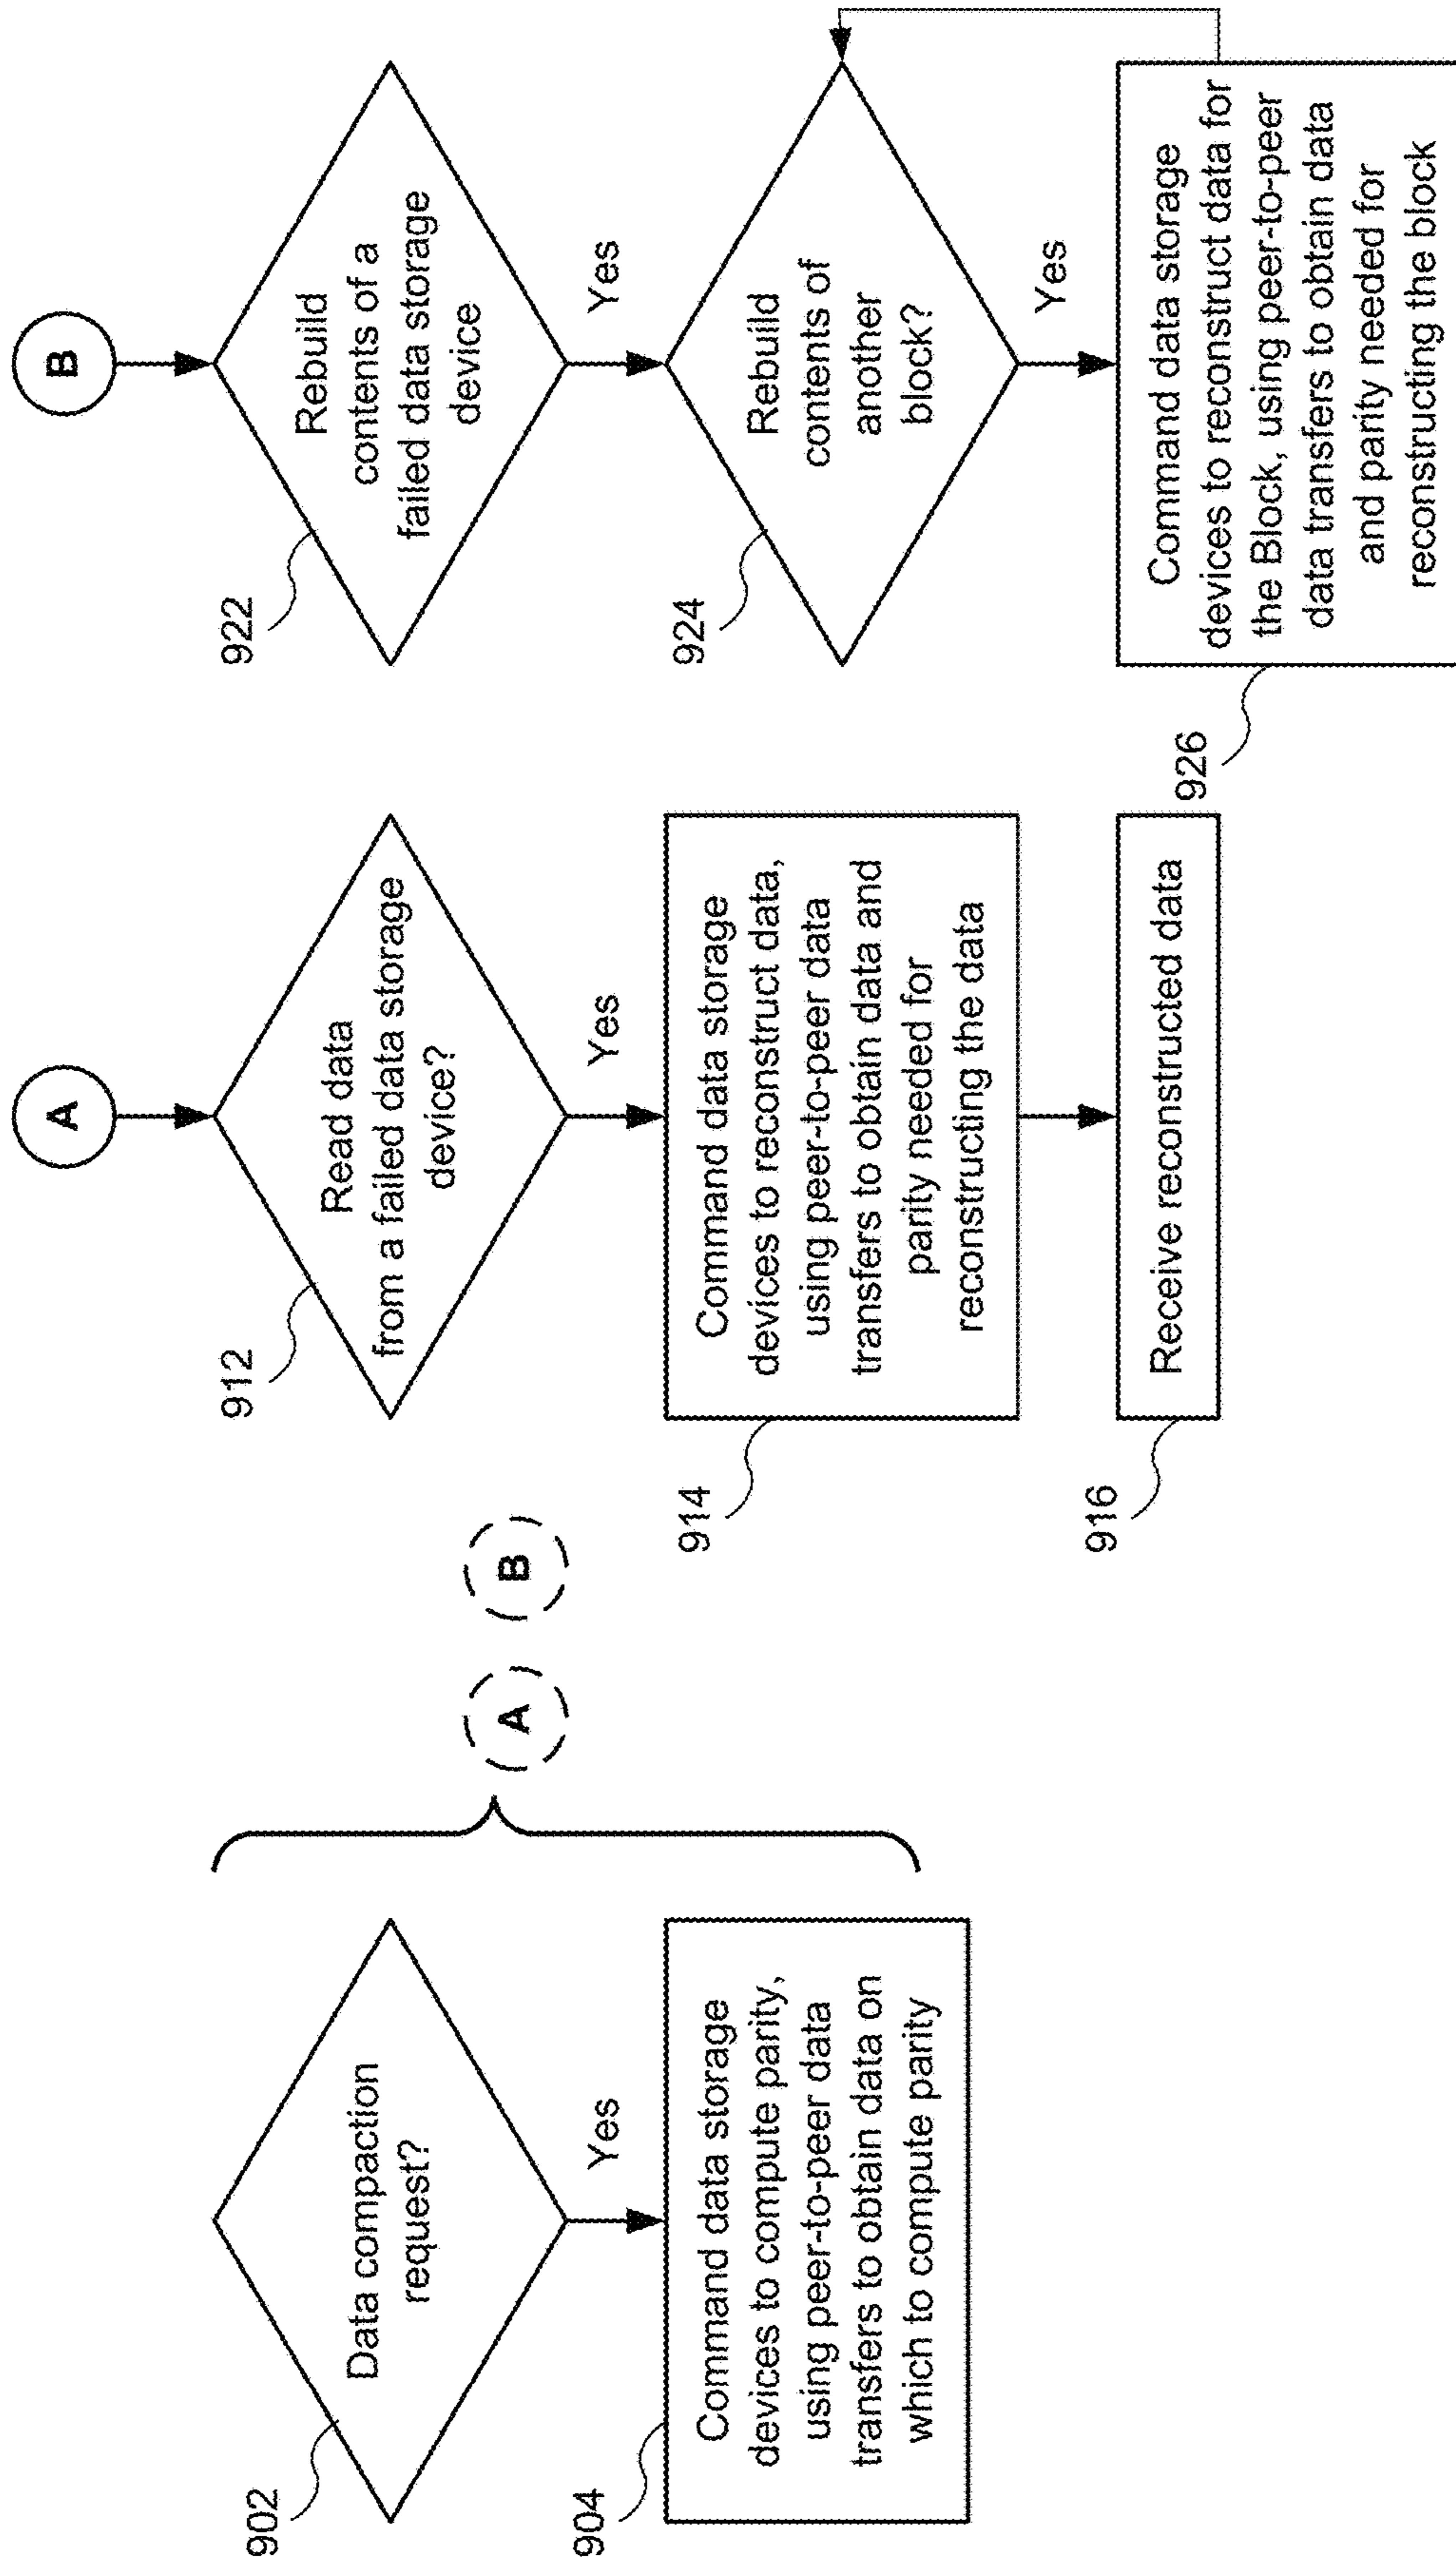 902
Data compaction
request?
Yes
904
Command data storage
devices to compute parity,
using peer-to-peer data
transfers to obtain data on
which to compute parity
A
B
A
912
Read data
from a failed data storage
device?
Yes
914
Command data storage
devices to reconstruct data,
using peer-to-peer data
transfers to obtain data and
parity needed for
reconstructing the data
916
Receive reconstructed data
B
922
Rebuild
contents of a
failed data storage
device
Yes
924
Rebuild
contents of
another
block?
Yes
926
Command data storage
devices to reconstruct data for
the Block, using peer-to-peer
data transfers to obtain data
and parity needed for
reconstructing the block